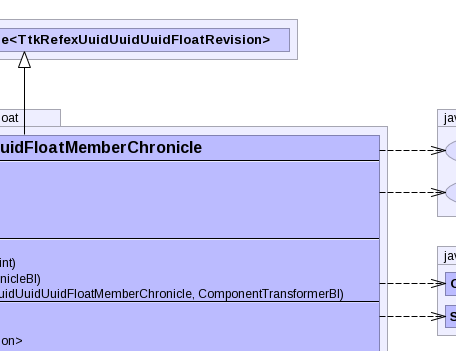 e<TtkRefexUuidUuidUuidFloatRevision>
oat
jav
uidFloatMemberChronicle
int)
nicleBI)
uidUuidUuidFloatMemberChronicle, ComponentTransformerBI)
jav
S
on>